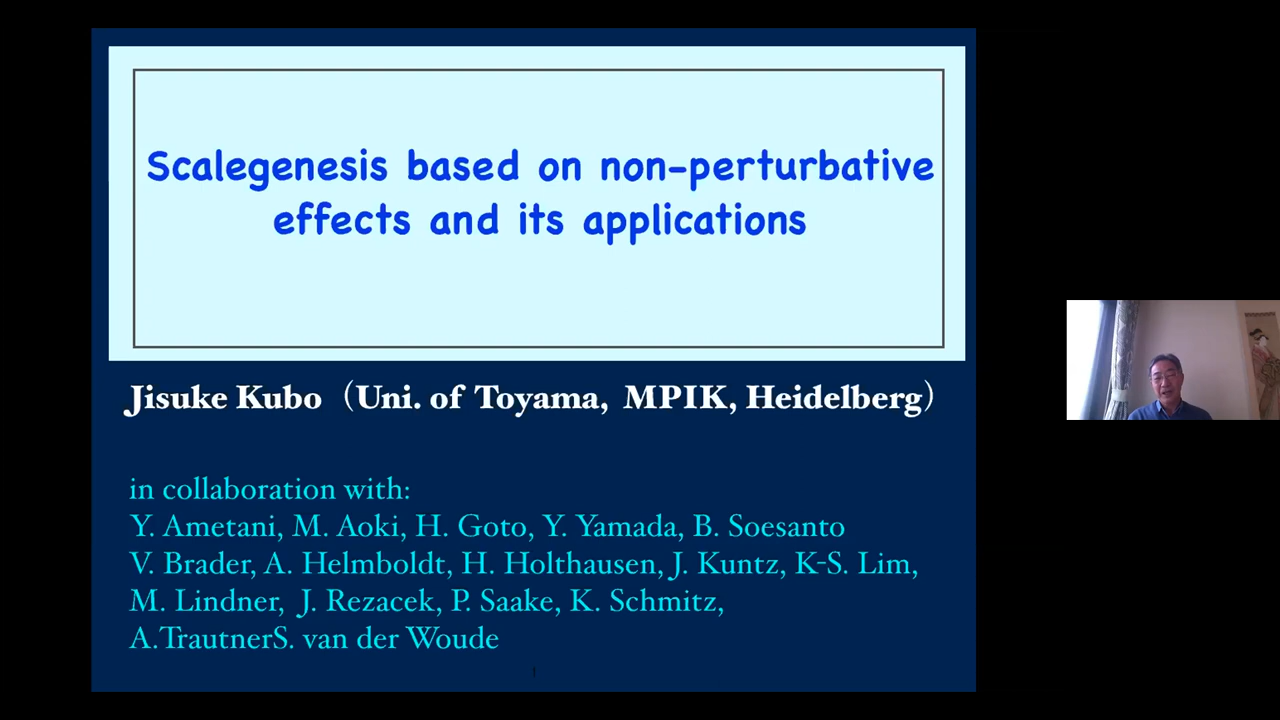 Scalegenesis based on non-perturbative
effects and its applications
Jisuke Kubo（Uni. of Toyama, MPIK, Heidelberg）
in collaboration with:
Y. Ametani, M. Aoki, H. Goto, Y. Yamada, B. Soesanto
V. Brader, A. Helmboldt, H. Holthausen, J. Kuntz, K-S. Lim,
M. Lindner, J. Rezacek, P. Saake, K. Schmitz,
A.TrautnerS. van der Woude
1